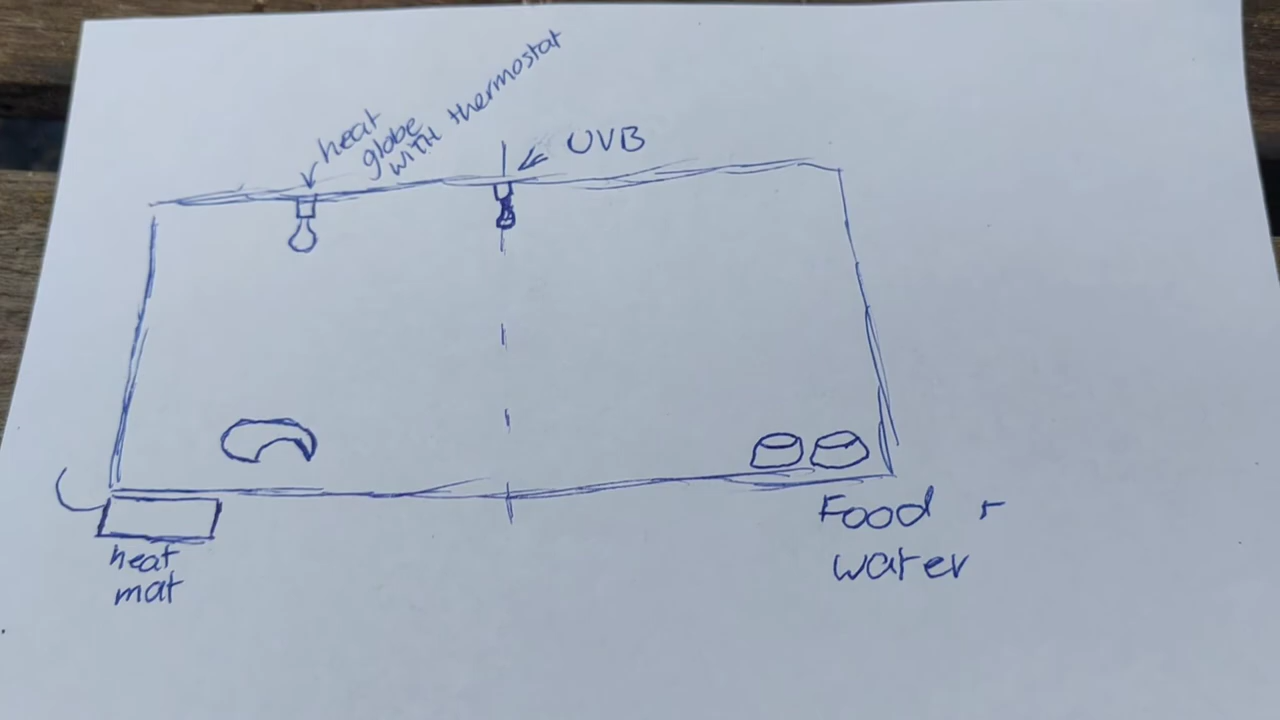 heat
globe
WITH thermostat
UVB
heat
mat
Food +
water